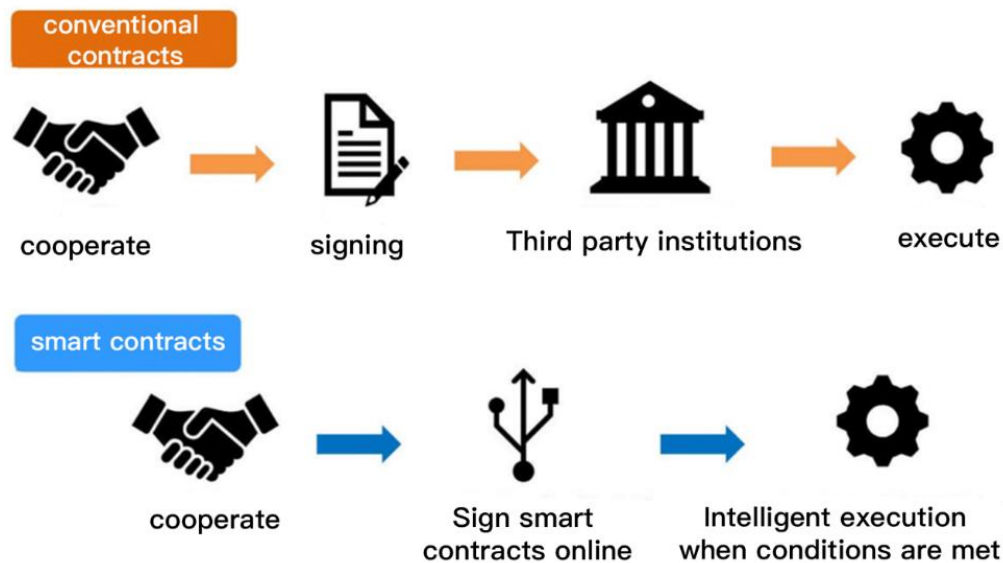 conventional
contracts
cooperate
signing
Third party institutions
execute
smart contracts
cooperate
Sign smart
contracts online
Intelligent execution
when conditions are met